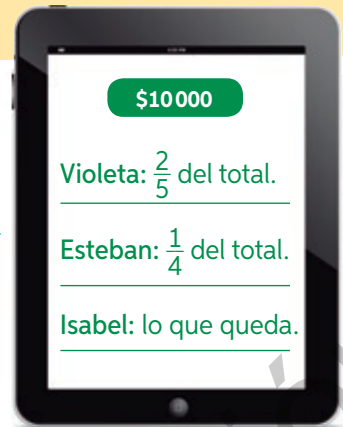 $10 000
Violeta: 2/5 del total.
Esteban: 1/4 del total.
Isabel: lo que queda.